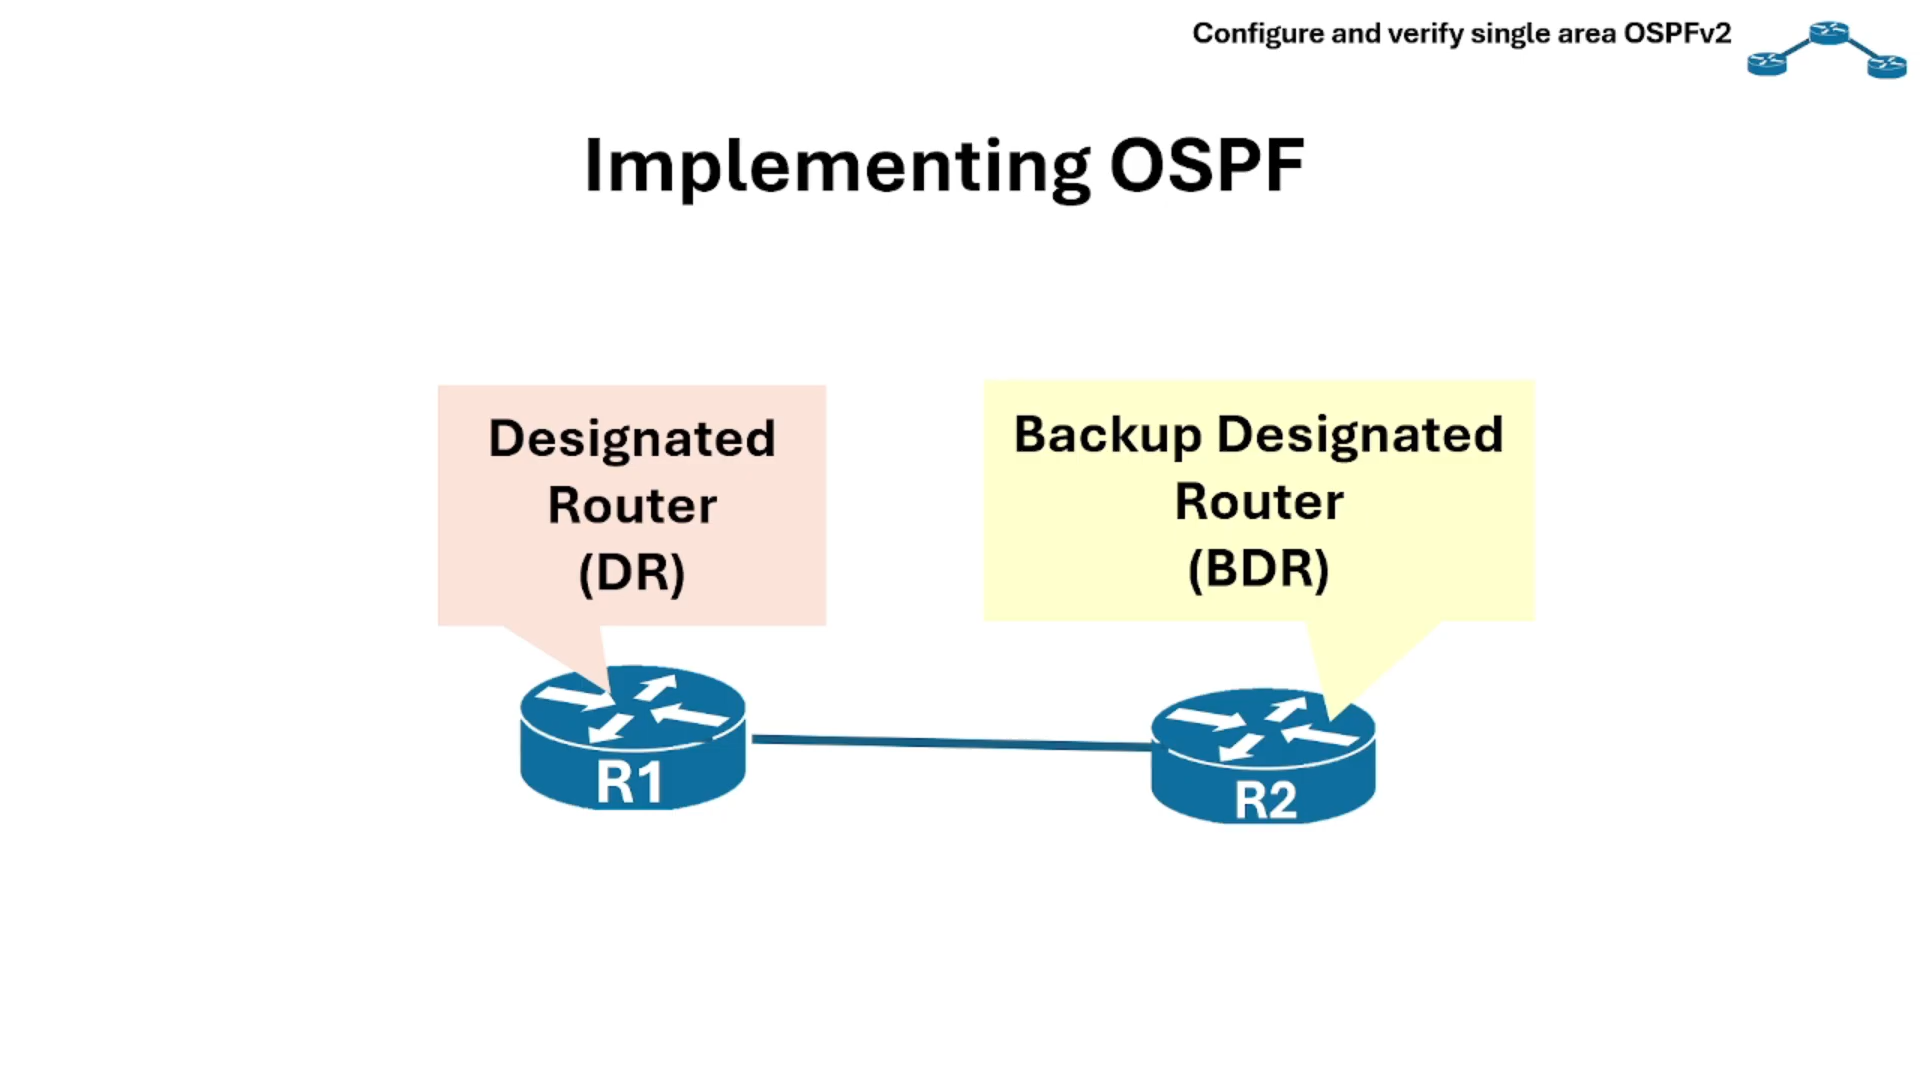 Configure and verify single area OSPFv2
Implementing OSPF
Designated
Router
(DR)
Backup Designated
Router
(BDR)
R1
R2